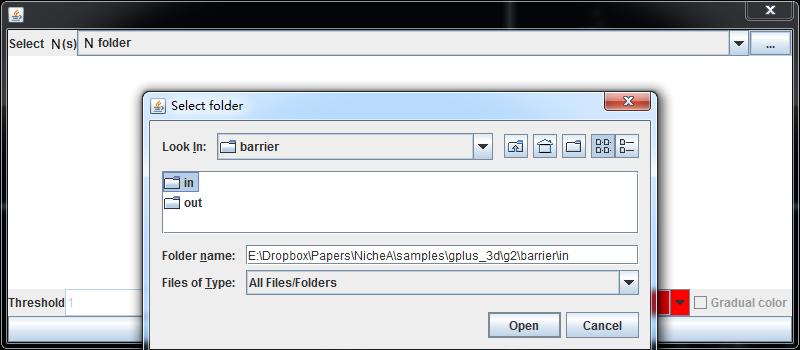 Select N(s) N folder ...
Select folder
Look In: barrier
in
out
Folder name: E:\Dropbox\Papers\NicheA\samples\gplus_3d\g2\barrier\in
Files of Type: All Files/Folders
Threshold 1 Gradual color
Open Cancel